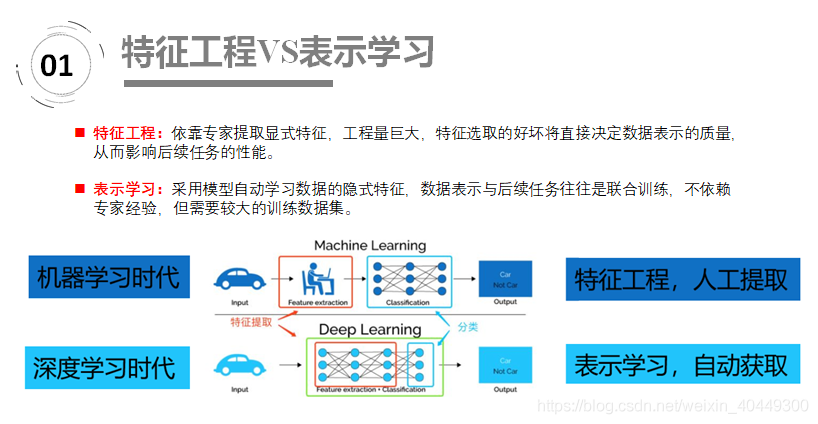 01
特征工程VS表示学习
特征工程：依靠专家提取显式特征，工程量巨大，特征选取的好坏将直接决定数据表示的质量，
从而影响后续任务的性能。
表示学习：采用模型自动学习数据的隐式特征，数据表示与后续任务往往是联合训练，不依赖
专家经验，但需要较大的训练数据集。
机器学习时代
Machine Learning
Car
Not Car
Input
Feature extraction
Classification
Output
特征工程，人工提取
特征提取
分类
深度学习时代
Deep Learning
Car
Not Car
Input
Feature extraction + Classification
Output
表示学习，自动获取
https://blog.csdn.net/weixin_40449300